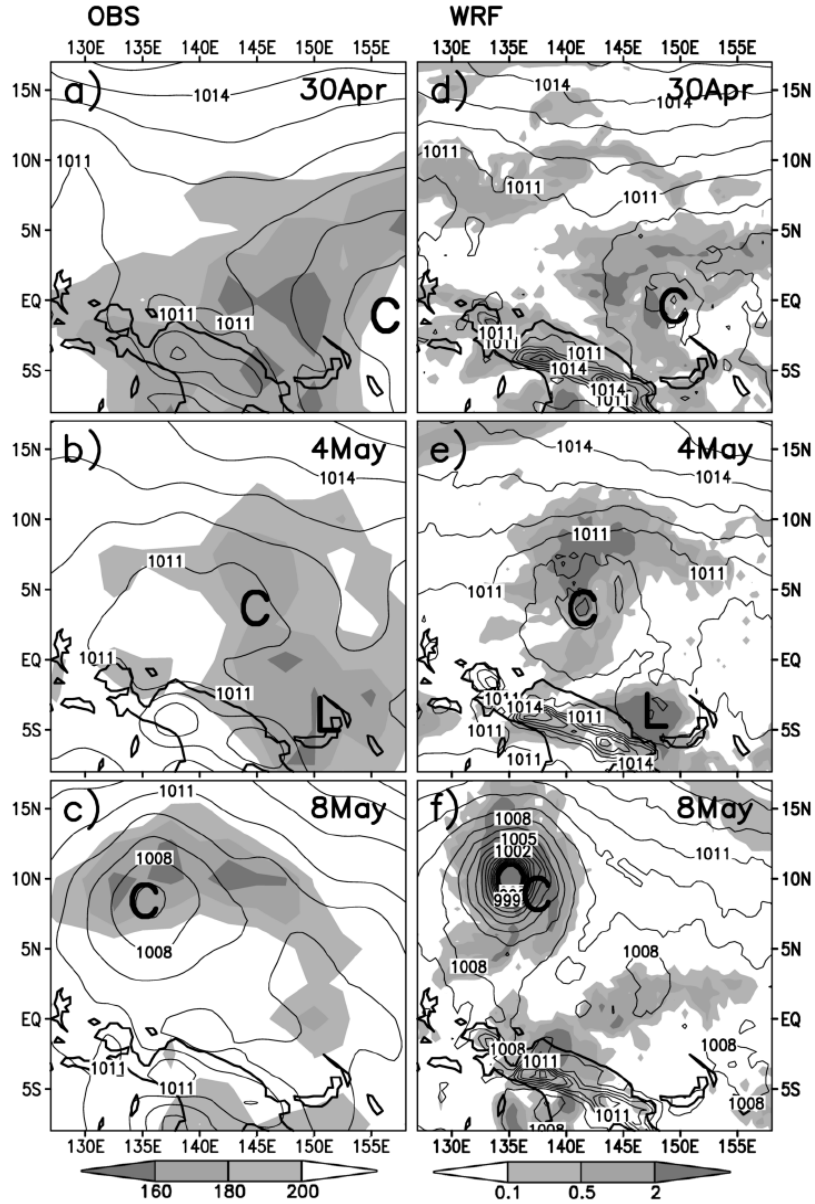 OBS WRF
130E 135E 140E 145E 150E 155E 130E 135E 140E 145E 150E 155E
a) 30Apr d) 30Apr
15N 1014 1014 15N
10N 1011 1011 1011 10N
5N 1011 5N
EQ C C EQ
1011 1011 1011 1011
5S 1014 1014 1011 5S
b) 4May e) 4May
15N 1014 1014 15N
10N 1011 10N
1011 1011
5N C 1011 C 5N
EQ 1011 EQ
1011 1014 1011
5S L 1011 1014 L 5S
c) 8May f) 8May
15N 1011 15N
1008 1008 1005 1002 1011
10N C C 10N
999
5N 1008 1008 1008 5N
EQ EQ
1011 1011 1008 1011 1008
5S 1011 1008 1008 5S
130E 135E 140E 145E 150E 155E 130E 135E 140E 145E 150E 155E
160 180 200 0.1 0.5 2